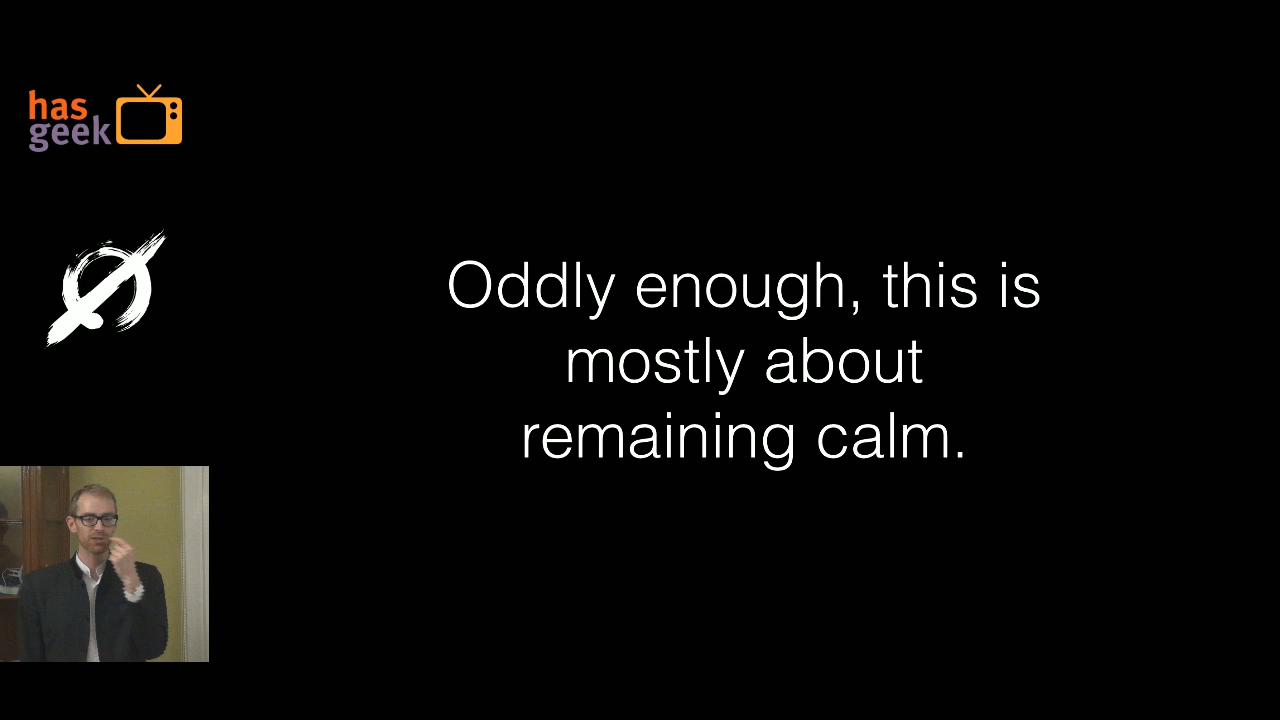 has
geek
Oddly enough, this is
mostly about
remaining calm.